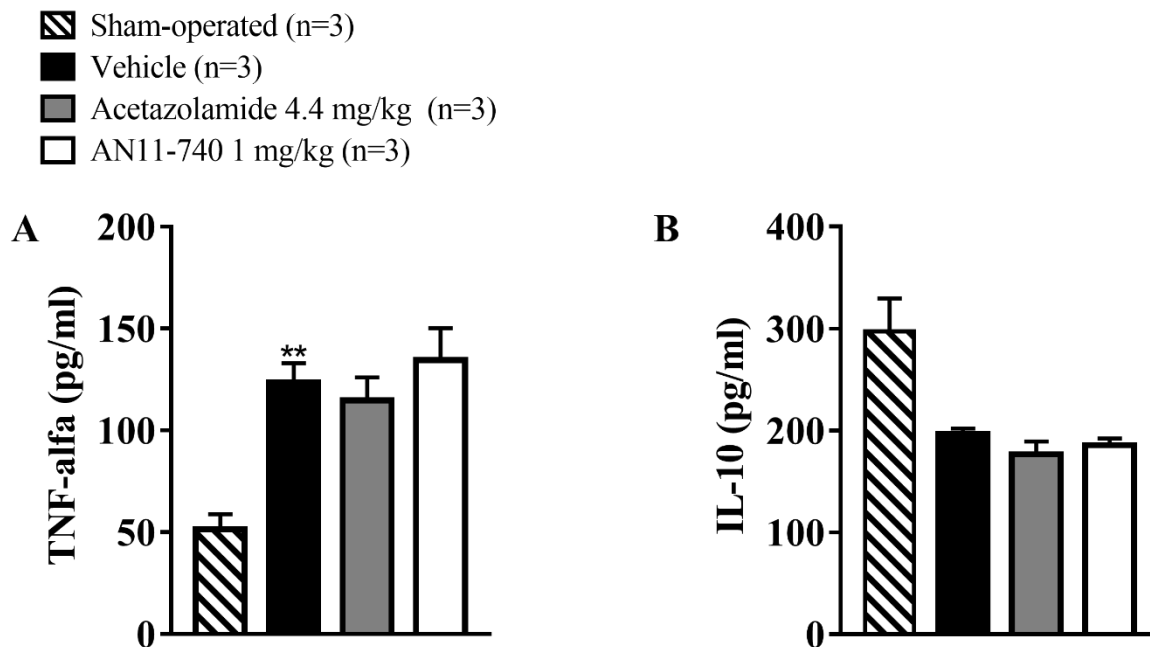 Sham-operated (n=3)
Vehicle (n=3)
Acetazolamide 4.4 mg/kg (n=3)
AN11-740 1 mg/kg (n=3)
A
TNF-alfa (pg/ml)
200
150
100
50
0
**
B
IL-10 (pg/ml)
400
300
200
100
0